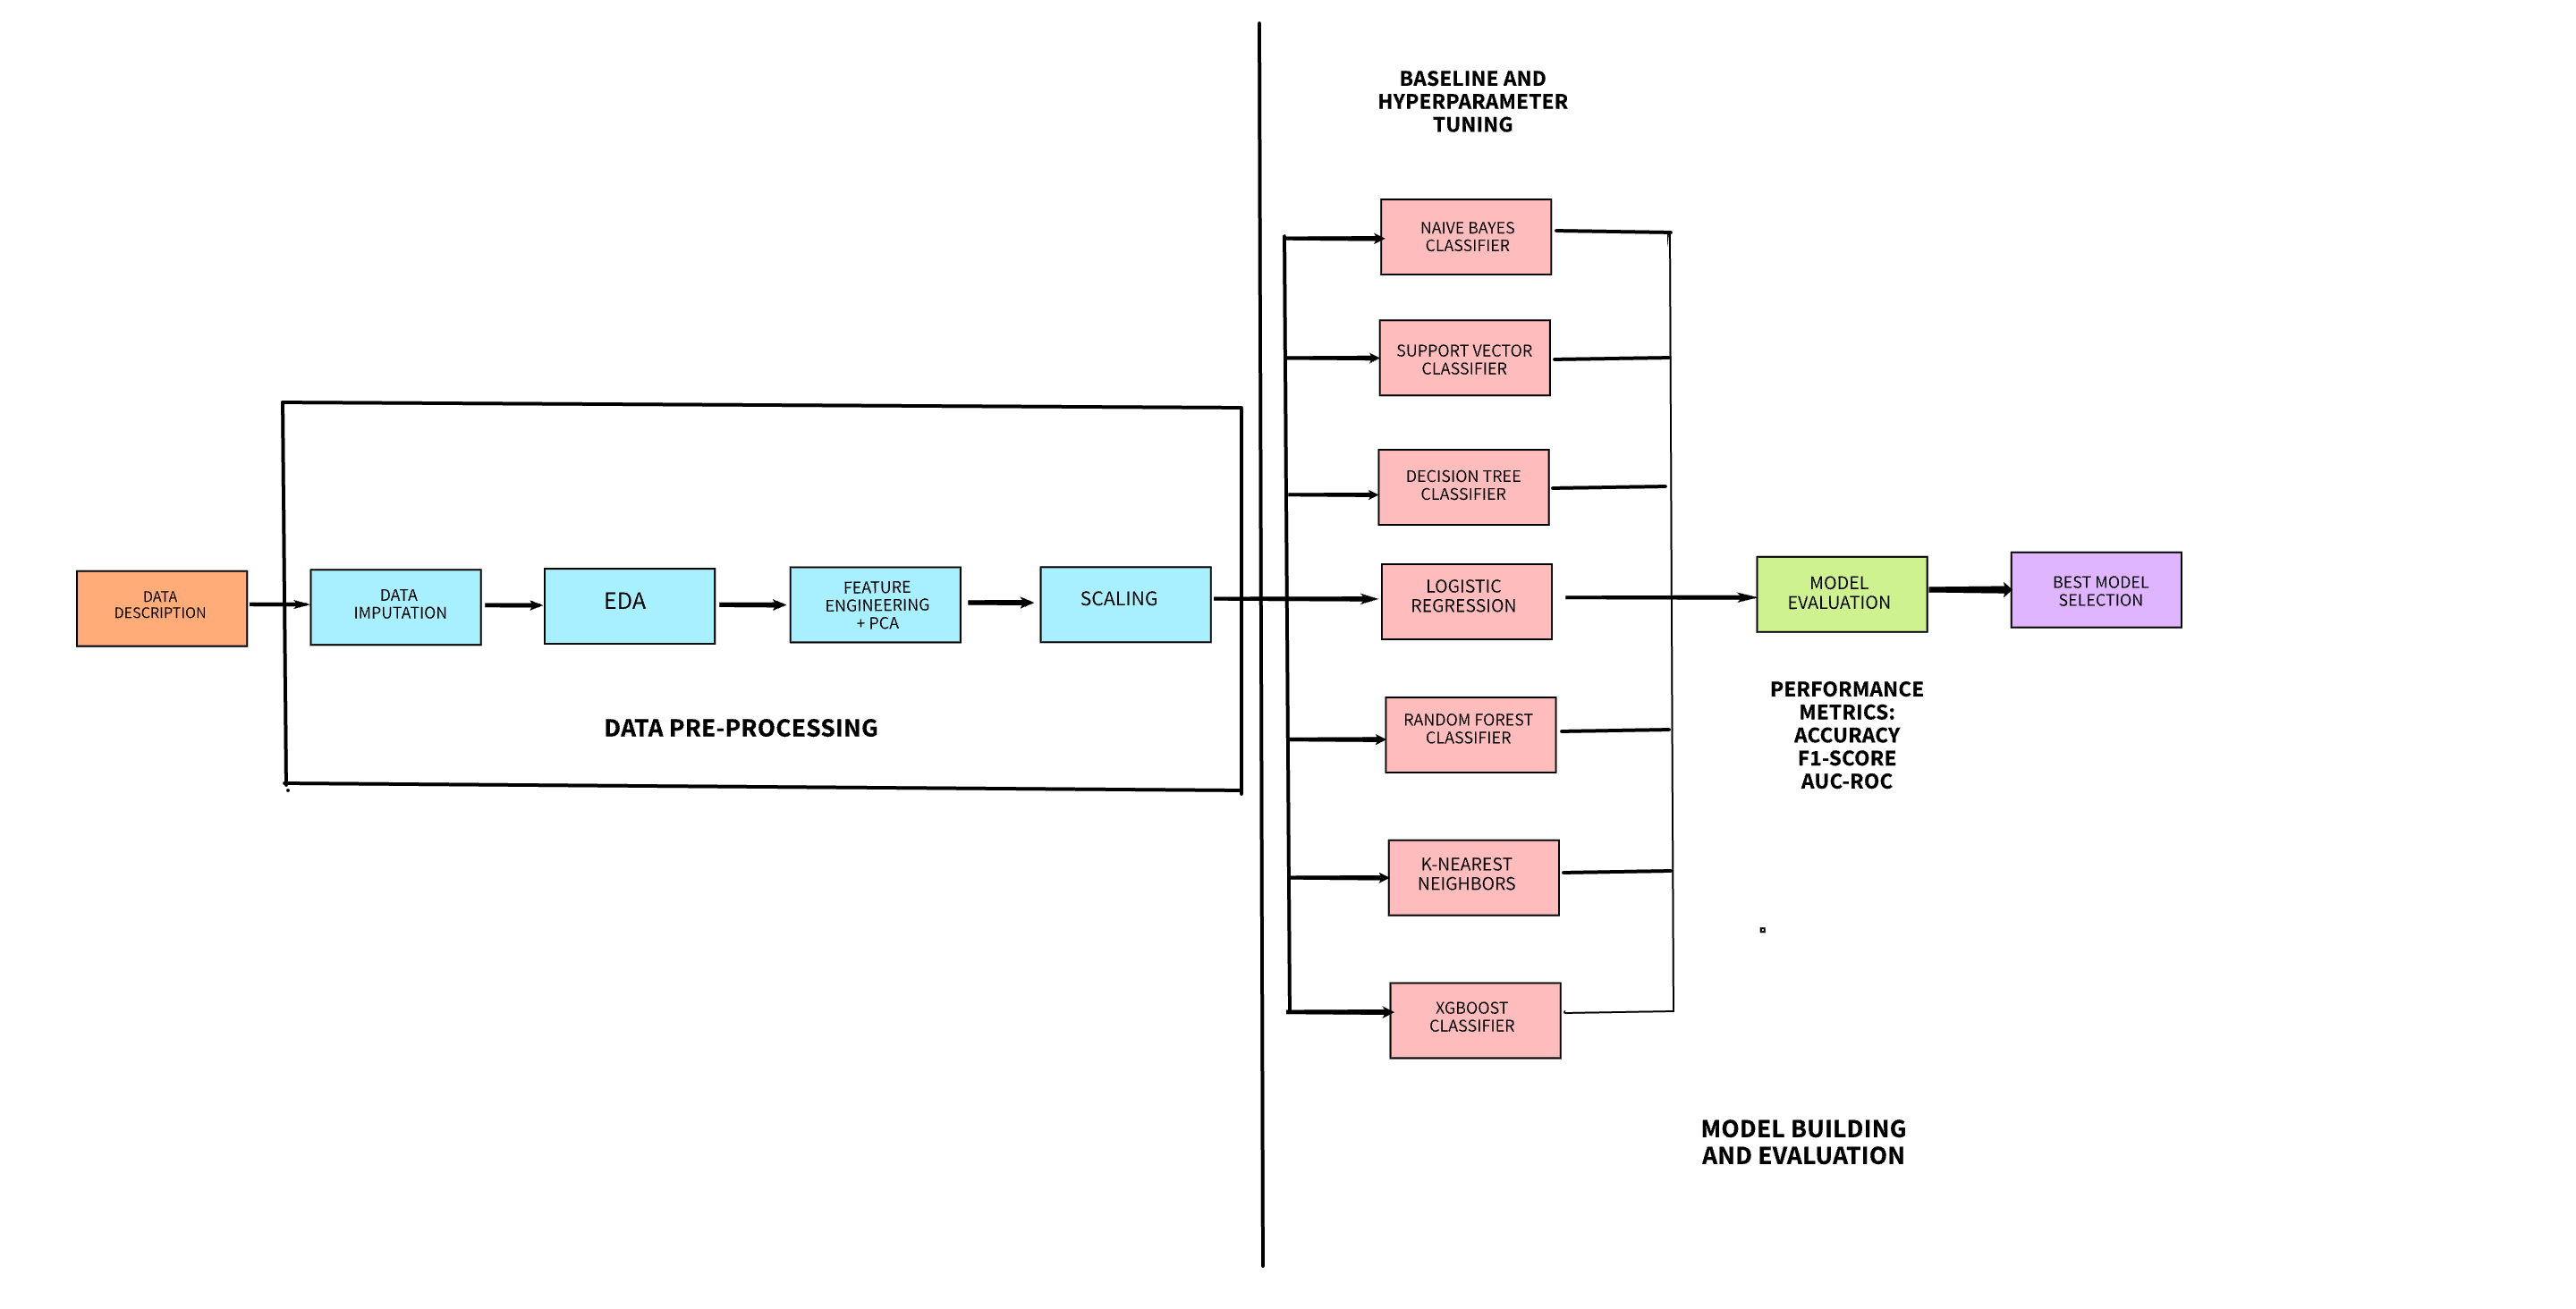 BASELINE AND
HYPERPARAMETER
TUNING
NAIVE BAYES
CLASSIFIER
SUPPORT VECTOR
CLASSIFIER
DECISION TREE
CLASSIFIER
DATA
DESCRIPTION
DATA
IMPUTATION
EDA
FEATURE
ENGINEERING
+ PCA
SCALING
LOGISTIC
REGRESSION
MODEL
EVALUATION
BEST MODEL
SELECTION
DATA PRE-PROCESSING
RANDOM FOREST
CLASSIFIER
PERFORMANCE
METRICS:
ACCURACY
F1-SCORE
AUC-ROC
K-NEAREST
NEIGHBORS
XGBOOST
CLASSIFIER
MODEL BUILDING
AND EVALUATION